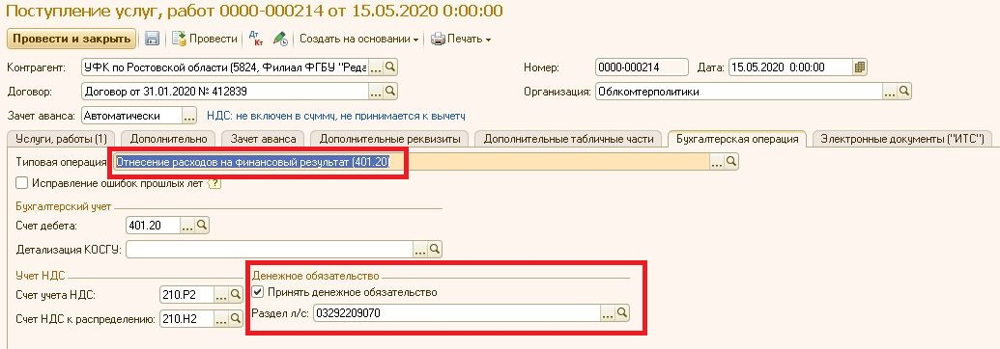 Поступление услуг, работ 0000-000214 от 15.05.2020 0:00:00
Провести и закрыть Провести Дт Кт Создать на основании Печать
Контрагент: УФК по Ростовской области (5824, Филиал ФГБУ "Реда ... Номер: 0000-000214 Дата: 15.05.2020 0:00:00
Договор: Договор от 31.01.2020 № 412839 ... Организация: Облкомтерполитики ...
Зачет аванса: Автоматически ... НДС: не включен в сумму, не принимается к вычету
Услуги, работы (1) Дополнительно Зачет аванса Дополнительные реквизиты Дополнительные табличные части Бухгалтерская операция Электронные документы ("ИТС")
Типовая операция: Отнесение расходов на финансовый результат (401.20) ...
Исправление ошибок прошлых лет ?
Бухгалтерский учет
Счет дебета: 401.20 ...
Детализация КОСГУ: ...
Учет НДС Денежное обязательство
Счет учета НДС: 210.Р2 ... Принять денежное обязательство
Счет НДС к распределению: 210.Н2 ... Раздел л/с: 03292209070 ...